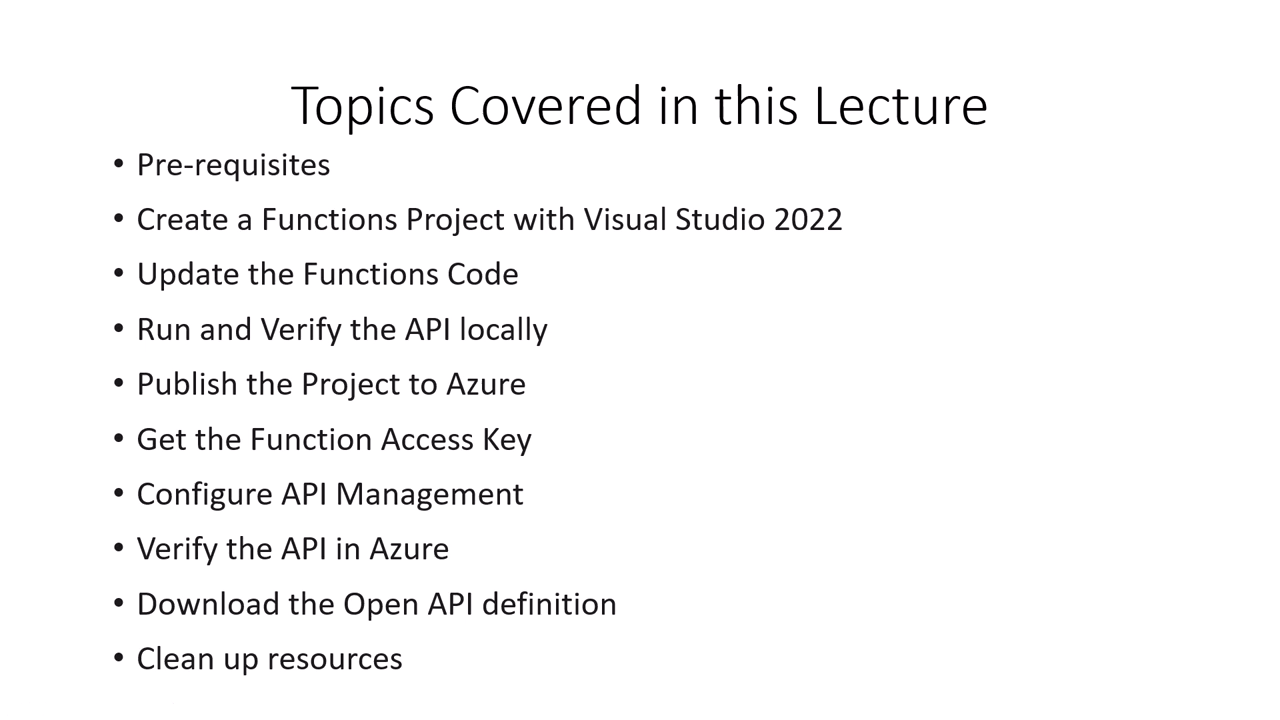 Topics Covered in this Lecture
• Pre-requisites
• Create a Functions Project with Visual Studio 2022
• Update the Functions Code
• Run and Verify the API locally
• Publish the Project to Azure
• Get the Function Access Key
• Configure API Management
• Verify the API in Azure
• Download the Open API definition
• Clean up resources